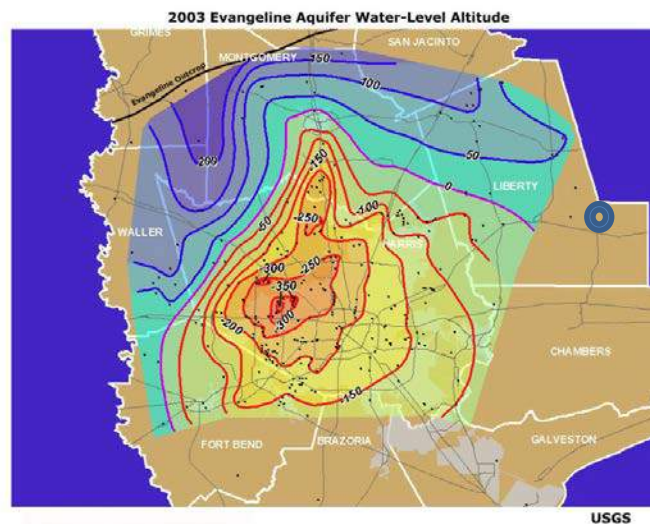 2003 Evangeline Aquifer Water-Level Altitude
GRIMES
SAN JACINTO
MONTGOMERY
150
100
Evangeline Outcrop
200
-150
50
0
LIBERTY
-50
-250
-100
WALLER
HARRIS
-300
-250
-350
-200
-300
CHAMBERS
-150
FORT BEND
BRAZORIA
GALVESTON
USGS